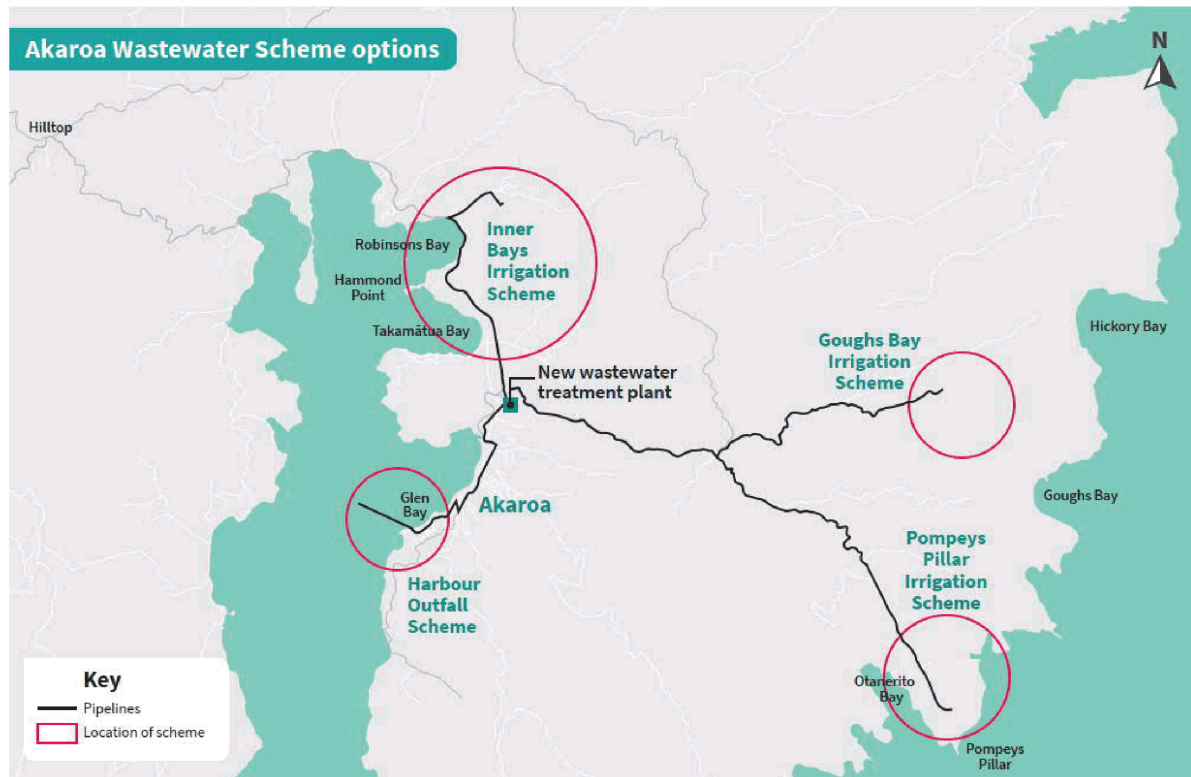 Akaroa Wastewater Scheme options
N
Hilltop
Robinsons Bay
Inner
Bays
Irrigation
Scheme
Hammond
Point
Takamātua Bay
Hickory Bay
Goughs Bay
Irrigation
Scheme
New wastewater
treatment plant
Glen
Bay
Akaroa
Goughs Bay
Pompeys
Pillar
Irrigation
Scheme
Harbour
Outfall
Scheme
Otanerito
Bay
Pompeys
Pillar
Key
Pipelines
Location of scheme